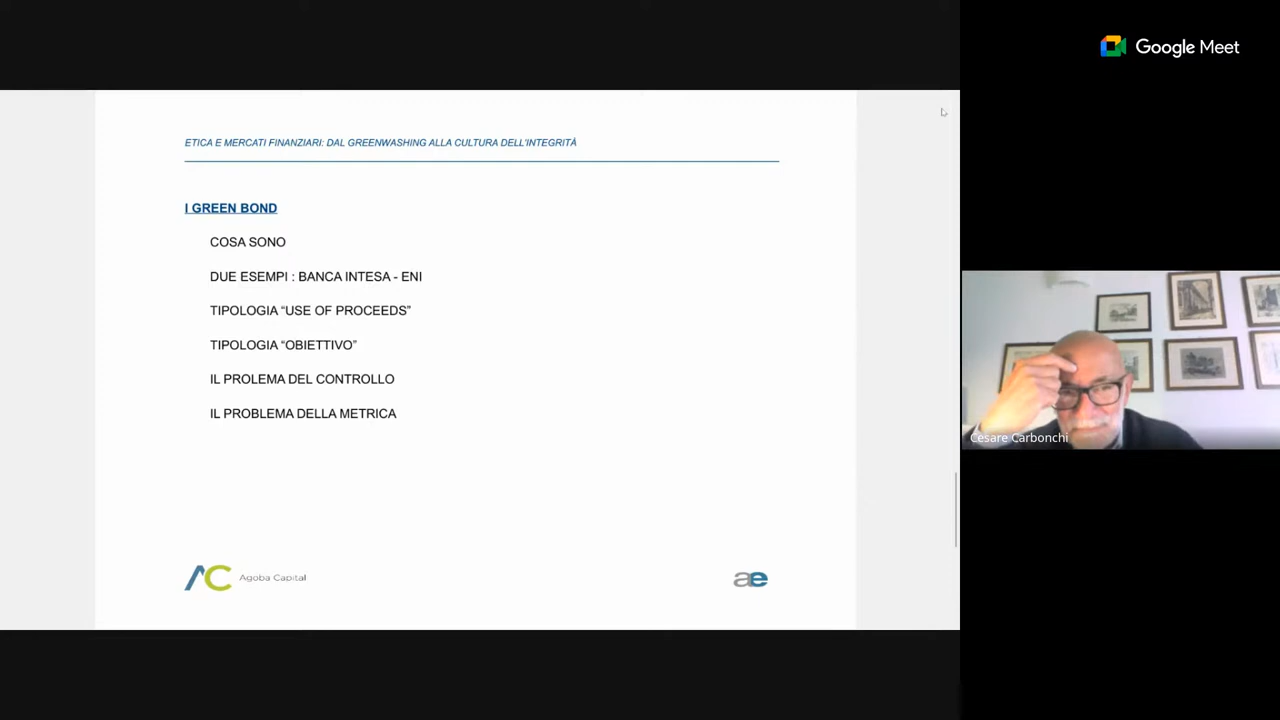 Google Meet
ETICA E MERCATI FINANZIARI: DAL GREENWASHING ALLA CULTURA DELL'INTEGRITÀ
I GREEN BOND
COSA SONO
DUE ESEMPI : BANCA INTESA - ENI
TIPOLOGIA “USE OF PROCEEDS”
TIPOLOGIA “OBIETTIVO”
IL PROLEMA DEL CONTROLLO
IL PROBLEMA DELLA METRICA
Cesare Carbonchi
AC Agoba Capital
ae